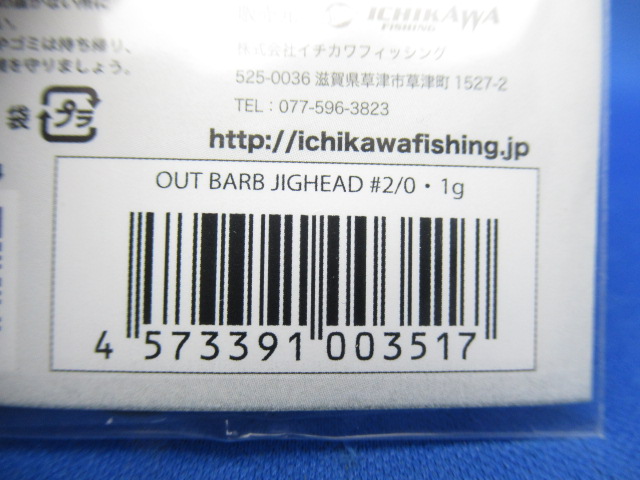 ICHIKAWA
FISHING
やゴミは持ち帰り、
を守りましょう。
株式会社イチカワフィッシング
525-0036 滋賀県草津市草津町 1527-2
TEL：077-596-3823
袋 プラ
http://ichikawafishing.jp
OUT BARB JIGHEAD #2/0・1g
4 573391 003517